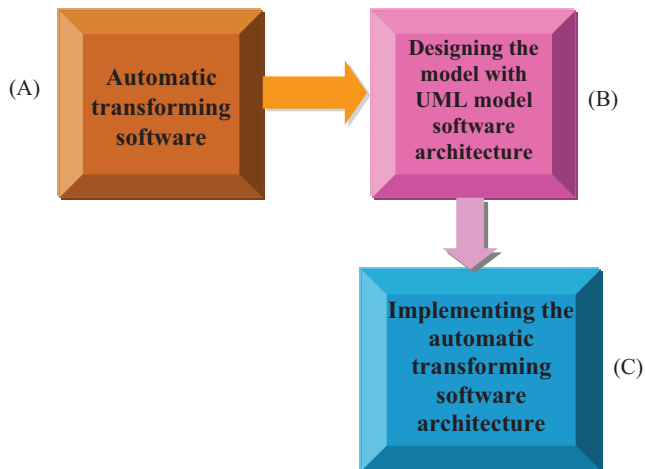 (A)
Automatic
transforming
software
Designing the
model with
UML model
software
architecture
(B)
Implementing the
automatic
transforming
software
architecture
(C)